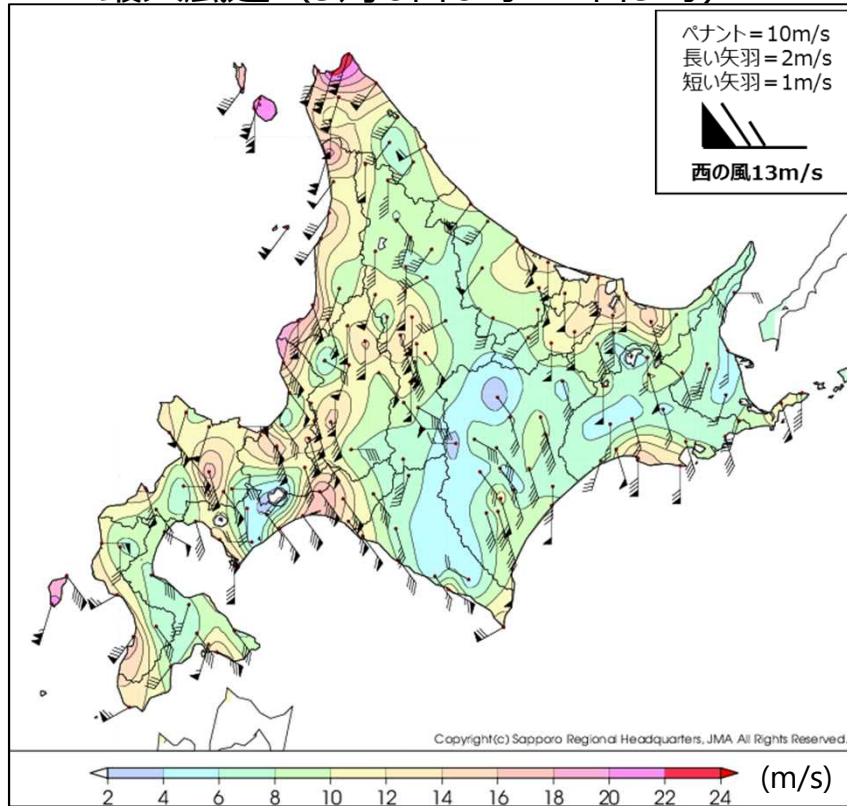 ペナント＝10m/s
長い矢羽＝2m/s
短い矢羽＝1m/s
西の風13m/s
Copyright(c) Sapporo Regional Headquarters, JMA All Rights Reserved.
2 4 6 8 10 12 14 16 18 20 22 24 (m/s)